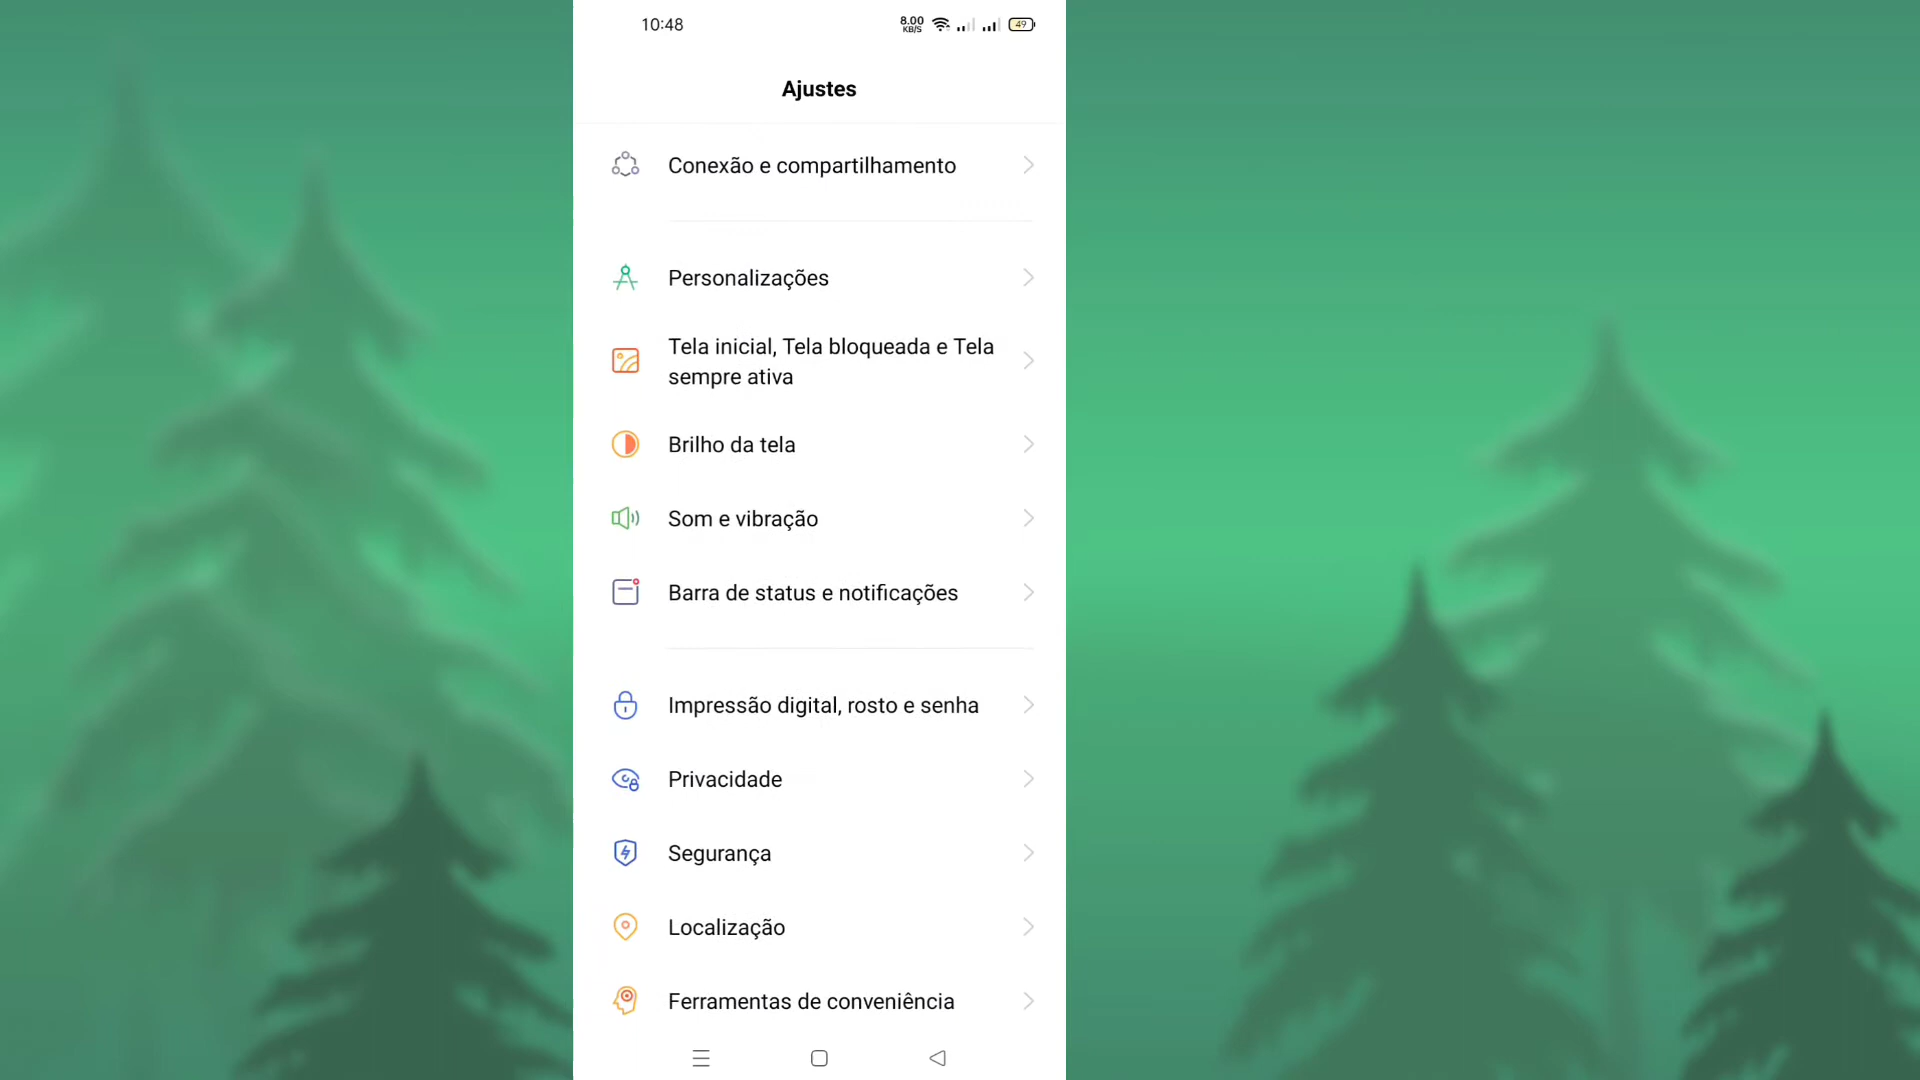 10:48
8.00
KB/S
49
Ajustes
Conexão e compartilhamento
Personalizações
Tela inicial, Tela bloqueada e Tela
sempre ativa
Brilho da tela
Som e vibração
Barra de status e notificações
Impressão digital, rosto e senha
Privacidade
Segurança
Localização
Ferramentas de conveniência